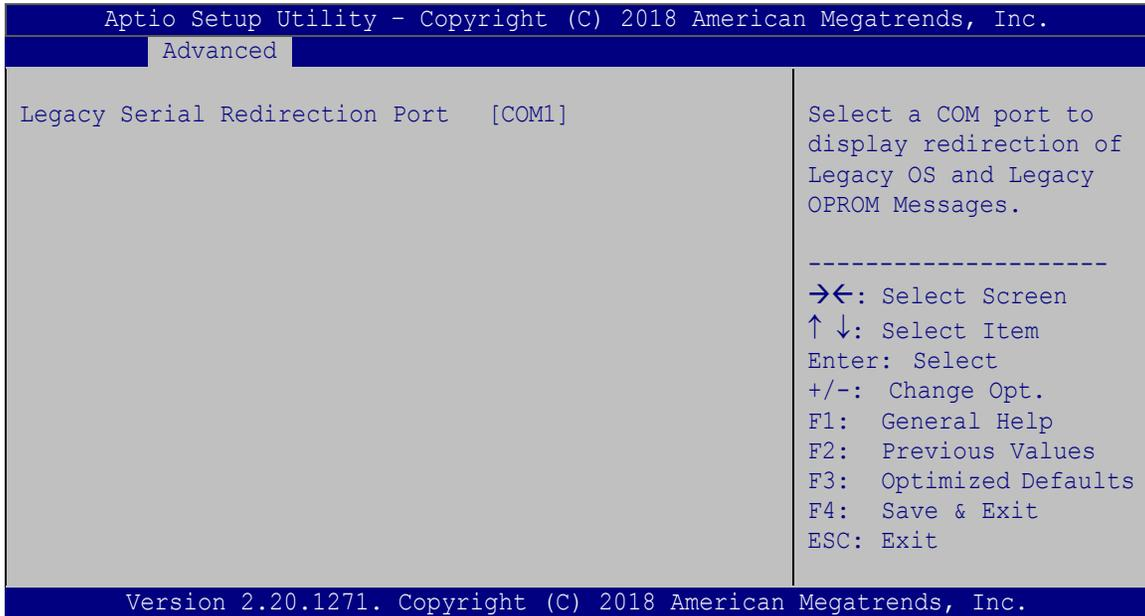 Aptio Setup Utility – Copyright (C) 2018 American Megatrends, Inc.
Advanced
Legacy Serial Redirection Port [COM1]
Select a COM port to
display redirection of
Legacy OS and Legacy
OPROM Messages.
---------------------
→←: Select Screen
↑ ↓: Select Item
Enter: Select
+/-: Change Opt.
F1: General Help
F2: Previous Values
F3: Optimized Defaults
F4: Save & Exit
ESC: Exit
Version 2.20.1271. Copyright (C) 2018 American Megatrends, Inc.